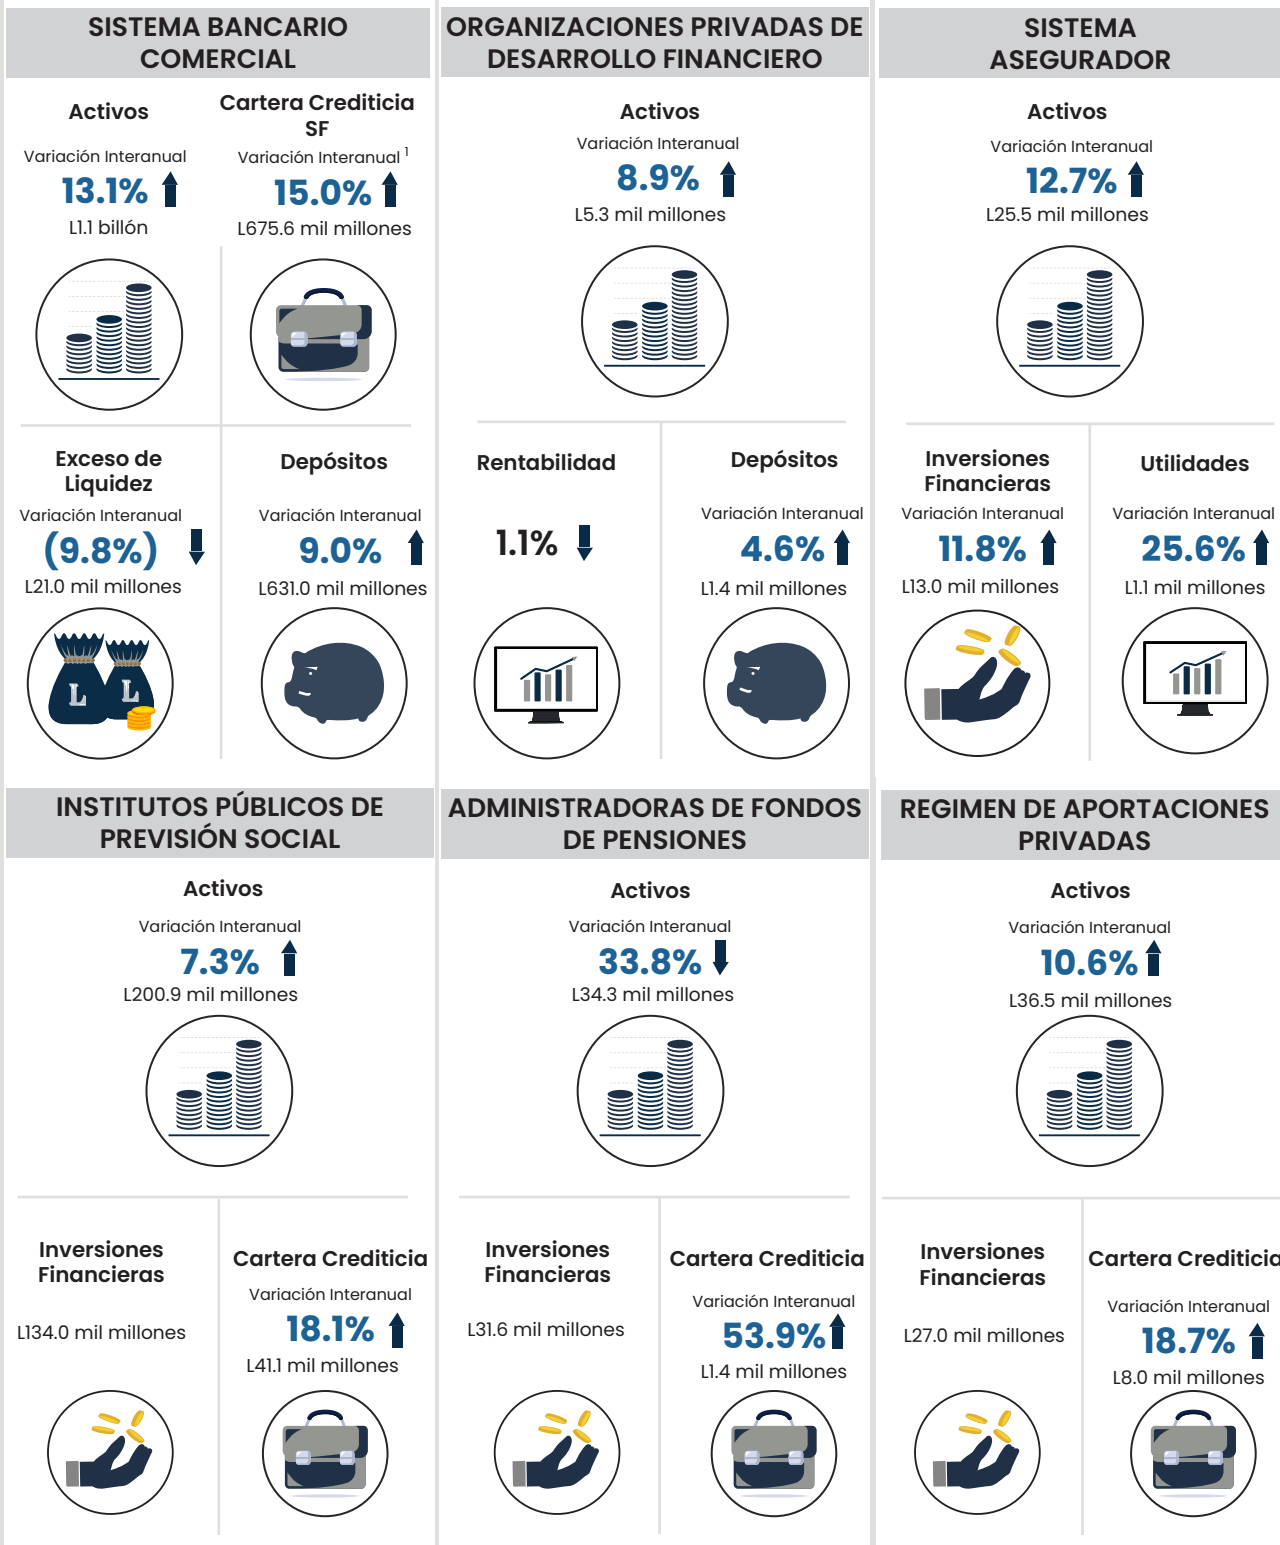 SISTEMA BANCARIO
COMERCIAL
Activos
Variación Interanual
13.1%
L1.1 billón
Cartera Crediticia
SF
Variación Interanual 1
15.0%
L675.6 mil millones
Exceso de
Liquidez
Variación Interanual
(9.8%)
L21.0 mil millones
L
L
Depósitos
Variación Interanual
9.0%
L631.0 mil millones
ORGANIZACIONES PRIVADAS DE
DESARROLLO FINANCIERO
Activos
Variación Interanual
8.9%
L5.3 mil millones
Rentabilidad
1.1%
Depósitos
Variación Interanual
4.6%
L1.4 mil millones
SISTEMA
ASEGURADOR
Activos
Variación Interanual
12.7%
L25.5 mil millones
Inversiones
Financieras
Variación Interanual
11.8%
L13.0 mil millones
Utilidades
Variación Interanual
25.6%
L1.1 mil millones
INSTITUTOS PÚBLICOS DE
PREVISIÓN SOCIAL
Activos
Variación Interanual
7.3%
L200.9 mil millones
Inversiones
Financieras
L134.0 mil millones
Cartera Crediticia
Variación Interanual
18.1%
L41.1 mil millones
ADMINISTRADORAS DE FONDOS
DE PENSIONES
Activos
Variación Interanual
33.8%
L34.3 mil millones
Inversiones
Financieras
L31.6 mil millones
Cartera Crediticia
Variación Interanual
53.9%
L1.4 mil millones
REGIMEN DE APORTACIONES
PRIVADAS
Activos
Variación Interanual
10.6%
L36.5 mil millones
Inversiones
Financieras
L27.0 mil millones
Cartera Crediticia
Variación Interanual
18.7%
L8.0 mil millones